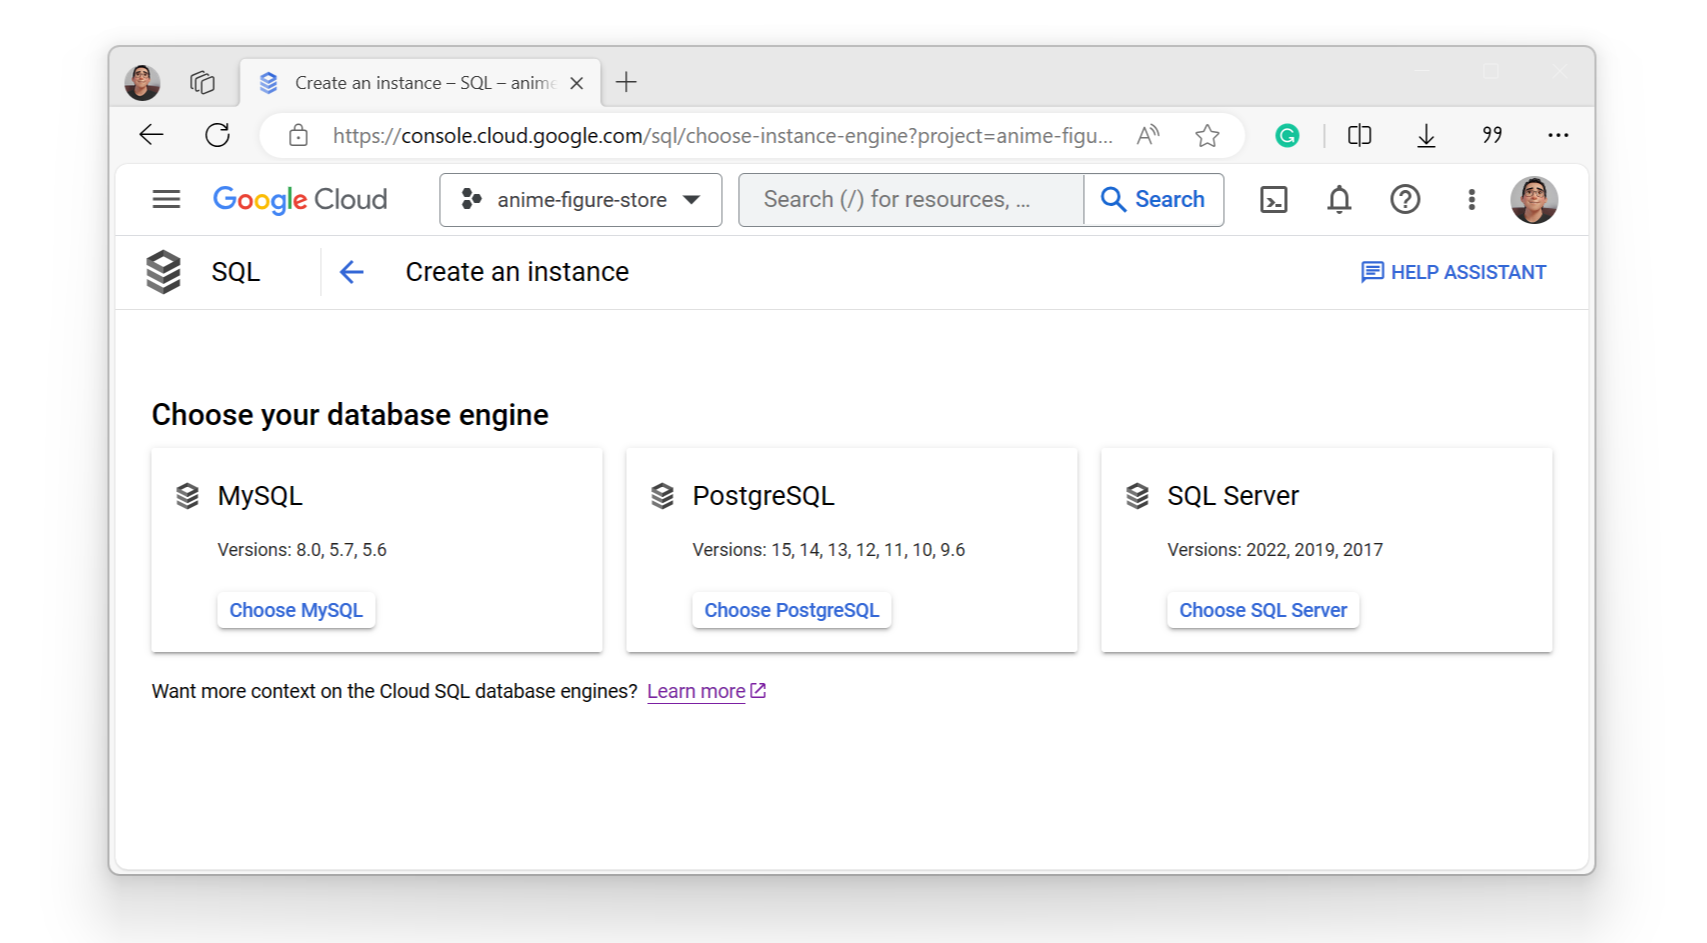 Create an instance – SQL – anime
https://console.cloud.google.com/sql/choose-instance-engine?project=anime-figu...
Google Cloud
anime-figure-store
Search (/) for resources, ...
Search
SQL
Create an instance
HELP ASSISTANT
Choose your database engine
MySQL
Versions: 8.0, 5.7, 5.6
Choose MySQL
PostgreSQL
Versions: 15, 14, 13, 12, 11, 10, 9.6
Choose PostgreSQL
SQL Server
Versions: 2022, 2019, 2017
Choose SQL Server
Want more context on the Cloud SQL database engines? Learn more